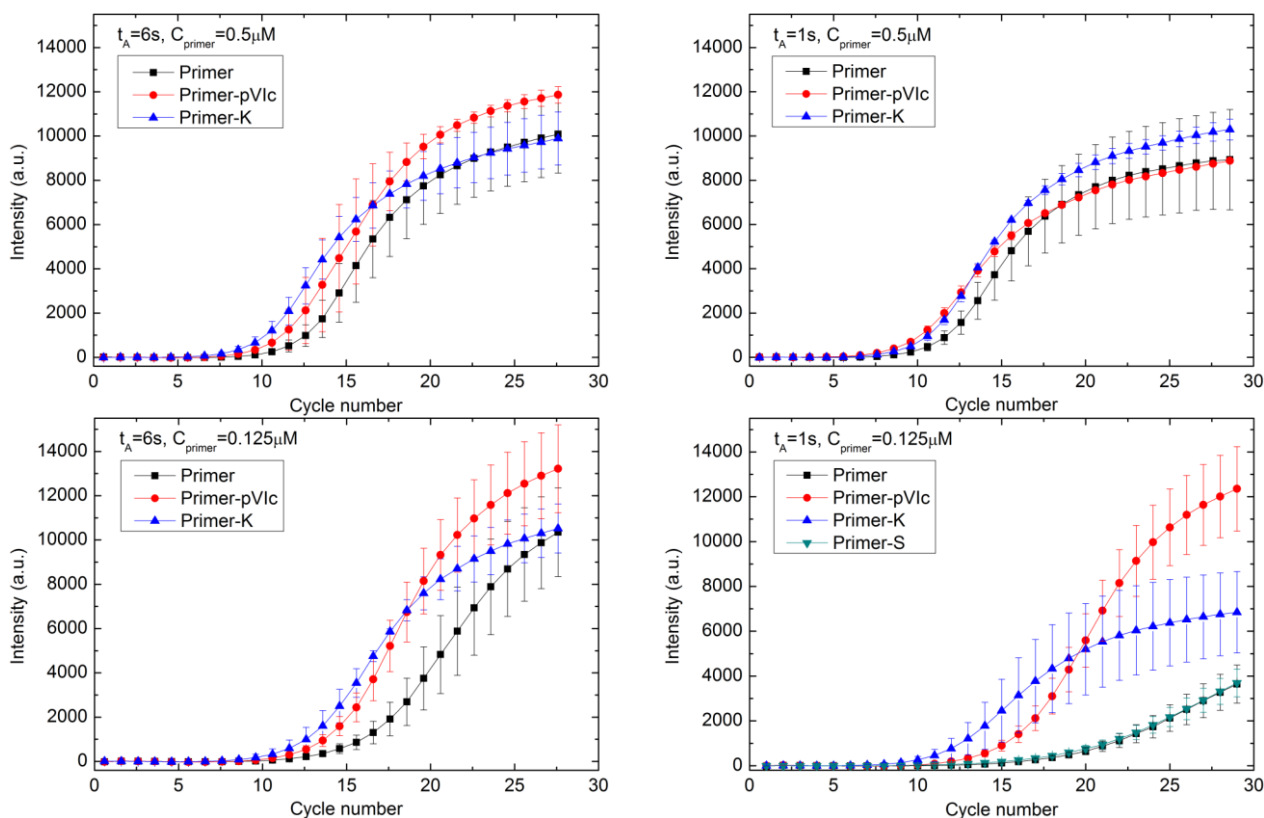 t_A=6s, C_primer=0.5μM
Primer
Primer-pVIc
Primer-K
14000
12000
10000
8000
6000
4000
2000
0
Intensity (a.u.)
0 5 10 15 20 25 30
Cycle number
t_A=1s, C_primer=0.5μM
Primer
Primer-pVIc
Primer-K
14000
12000
10000
8000
6000
4000
2000
0
Intensity (a.u.)
0 5 10 15 20 25 30
Cycle number
t_A=6s, C_primer=0.125μM
Primer
Primer-pVIc
Primer-K
14000
12000
10000
8000
6000
4000
2000
0
Intensity (a.u.)
0 5 10 15 20 25 30
Cycle number
t_A=1s, C_primer=0.125μM
Primer
Primer-pVIc
Primer-K
Primer-S
14000
12000
10000
8000
6000
4000
2000
0
Intensity (a.u.)
0 5 10 15 20 25 30
Cycle number